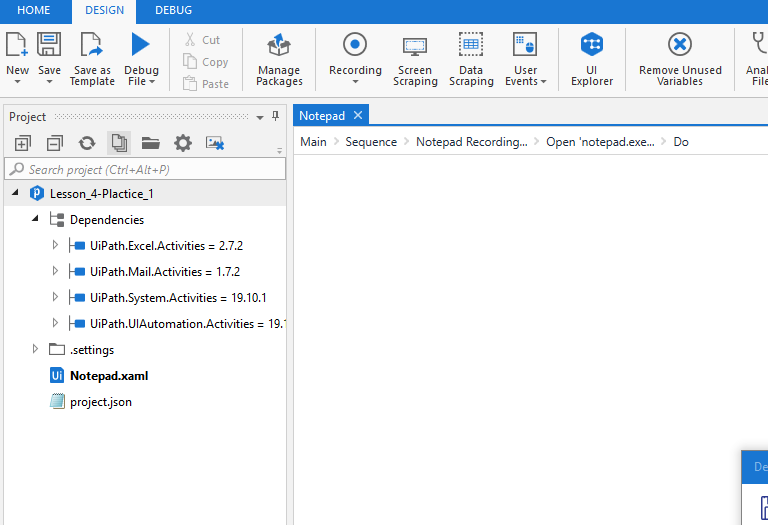 HOME DESIGN DEBUG
New Save Save as Template Debug File Cut Copy Paste Manage Packages Recording Screen Scraping Data Scraping User Events UI Explorer Remove Unused Variables
Project
Notepad
Search project (Ctrl+Alt+P)
Main Sequence Notepad Recording... Open 'notepad.exe... Do
Lesson_4-Plactice_1
Dependencies
UiPath.Excel.Activities = 2.7.2
UiPath.Mail.Activities = 1.7.2
UiPath.System.Activities = 19.10.1
UiPath.UIAutomation.Activities = 19.1
.settings
Ui Notepad.xaml
project.json